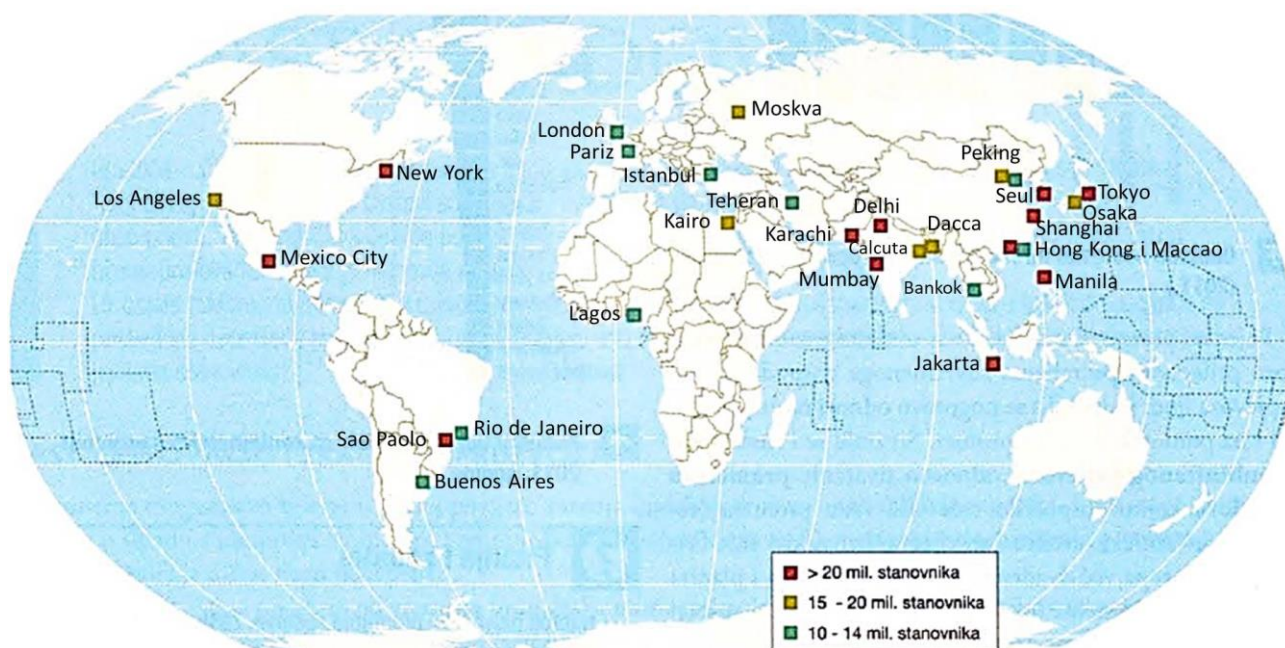 Moskva
London
Pariz
Peking
New York
Istanbul
Los Angeles
Teheran
Seul
Tokyo
Delhi
Osaka
Kairo
Karachi
Dacca
Shanghai
Calcuta
Hong Kong i Maccao
Mexico City
Mumbay
Manila
Bankok
Lagos
Jakarta
Rio de Janeiro
Sao Paolo
Buenos Aires
> 20 mil. stanovnika
15 - 20 mil. stanovnika
10 - 14 mil. stanovnika